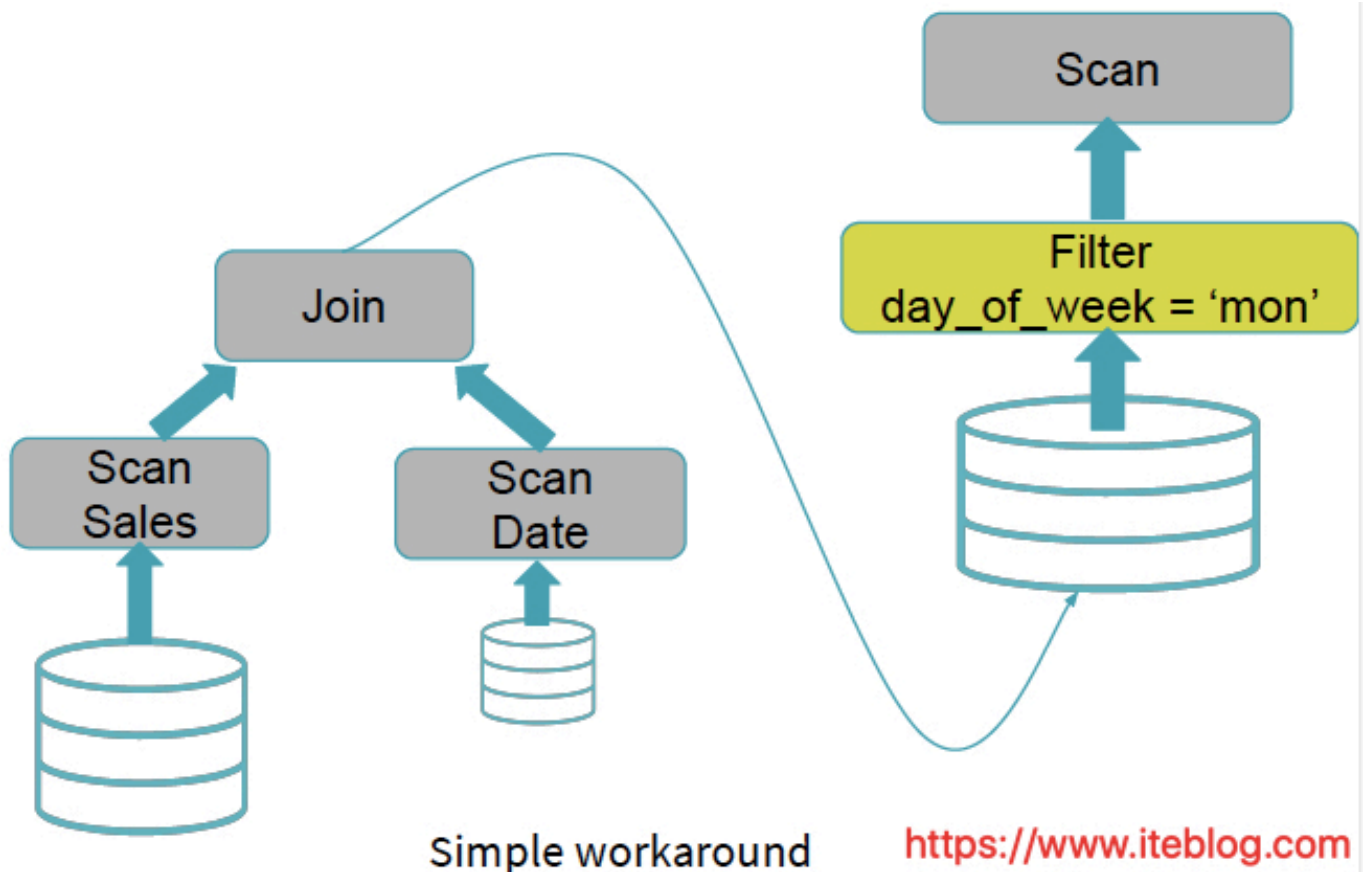 Scan
Filter
day_of_week = ‘mon’
Join
Scan
Sales
Scan
Date
Simple workaround
https://www.iteblog.com